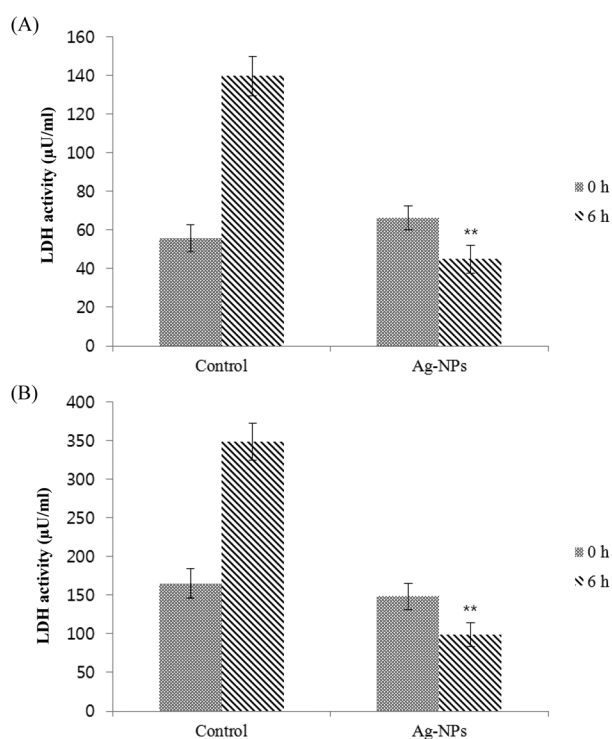 (A)
160
140
120
100
80
60
40
20
0
LDH activity (µU/ml)
**
Control
Ag-NPs
0 h
6 h
(B)
400
350
300
250
200
150
100
50
0
LDH activity (µU/ml)
**
Control
Ag-NPs
0 h
6 h